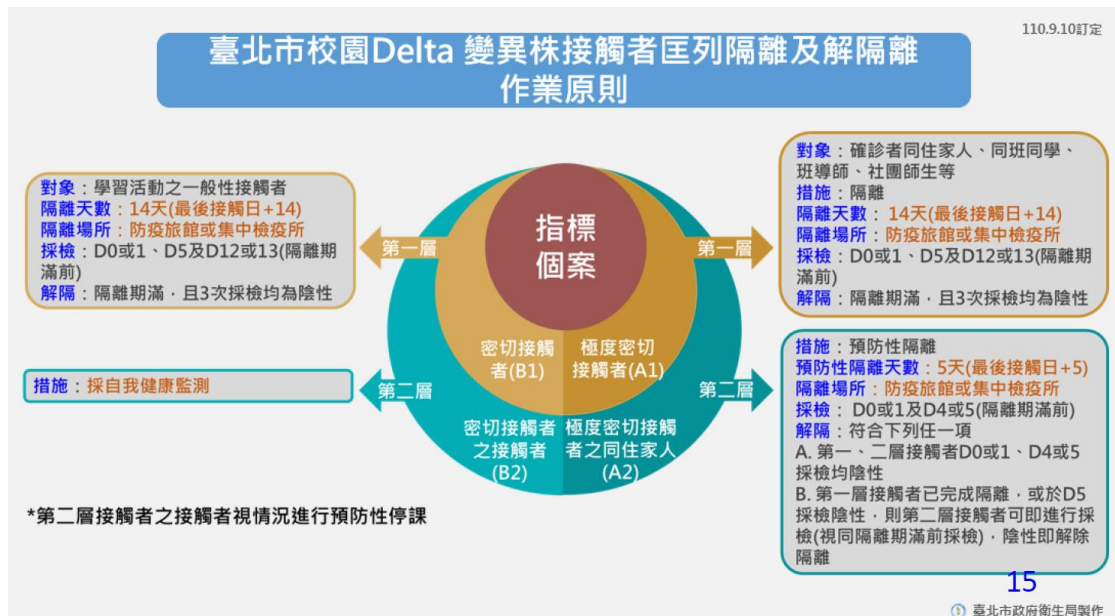 110.9.10訂定
臺北市校園Delta 變異株接觸者匡列隔離及解隔離
作業原則
對象：學習活動之一般性接觸者
隔離天數：14天(最後接觸日+14)
隔離場所：防疫旅館或集中檢疫所
採檢：D0或1、D5及D12或13(隔離期
滿前)
解隔：隔離期滿，且3次採檢均為陰性
第一層
指標
個案
第一層
對象：確診者同住家人、同班同學、
班導師、社團師生等
措施：隔離
隔離天數： 14天(最後接觸日+14)
隔離場所：防疫旅館或集中檢疫所
採檢：D0或1、D5及D12或13(隔離期
滿前)
解隔：隔離期滿，且3次採檢均為陰性
密切接觸
者(B1)
極度密切
接觸者(A1)
措施：採自我健康監測
第二層
密切接觸者
之接觸者
(B2)
極度密切接觸
者之同住家人
(A2)
第二層
措施：預防性隔離
預防性隔離天數：5天(最後接觸日+5)
隔離場所：防疫旅館或集中檢疫所
採檢： D0或1及D4或5(隔離期滿前)
解隔：符合下列任一項
A. 第一、二層接觸者D0或1、D4或5
採檢均陰性
B. 第一層接觸者已完成隔離，或於D5
採檢陰性，則第二層接觸者可即進行採
檢(視同隔離期滿前採檢)，陰性即解除
隔離
*第二層接觸者之接觸者視情況進行預防性停課
15
臺北市政府衛生局製作